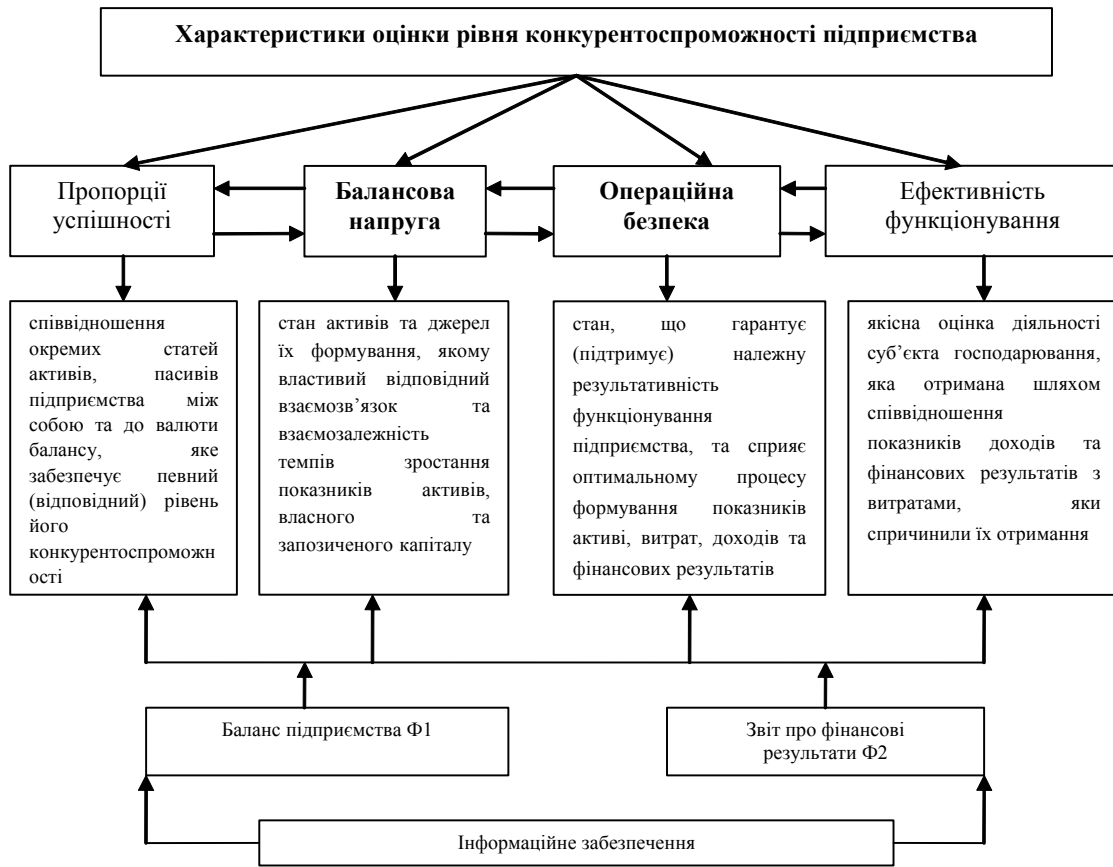 Характеристики оцінки рівня конкурентоспроможності підприємства
Пропорції
успішності
Балансова
напруга
Операційна
безпека
Ефективність
функціонування
співвідношення
окремих статей
активів, пасивів
підприємства між
собою та до валюти
балансу, яке
забезпечує певний
(відповідний) рівень
його
конкурентоспроможн
ості
стан активів та джерел
їх формування, якому
властивий відповідний
взаємозв’язок та
взаємозалежність
темпів зростання
показників активів,
власного та
запозиченого капіталу
стан, що гарантує
(підтримує) належну
результативність
функціонування
підприємства, та сприяє
оптимальному процесу
формування показників
активі, витрат, доходів та
фінансових результатів
якісна оцінка діяльності
суб’єкта господарювання,
яка отримана шляхом
співвідношення
показників доходів та
фінансових результатів з
витратами, яки
спричинили їх отримання
Баланс підприємства Ф1
Звіт про фінансові
результати Ф2
Інформаційне забезпечення